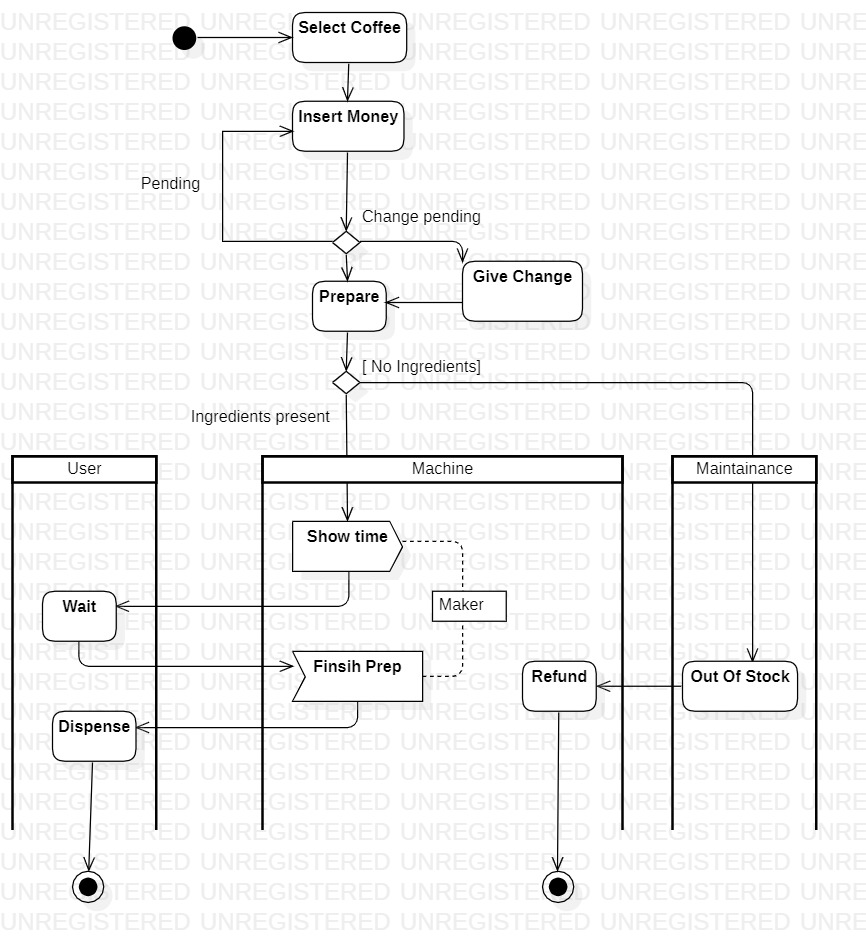 Select Coffee
Insert Money
Pending
Change pending
Give Change
Prepare
[ No Ingredients]
Ingredients present
User
Machine
Maintainance
Show time
Wait
Maker
Finsih Prep
Refund
Out Of Stock
Dispense
UNREGISTERED